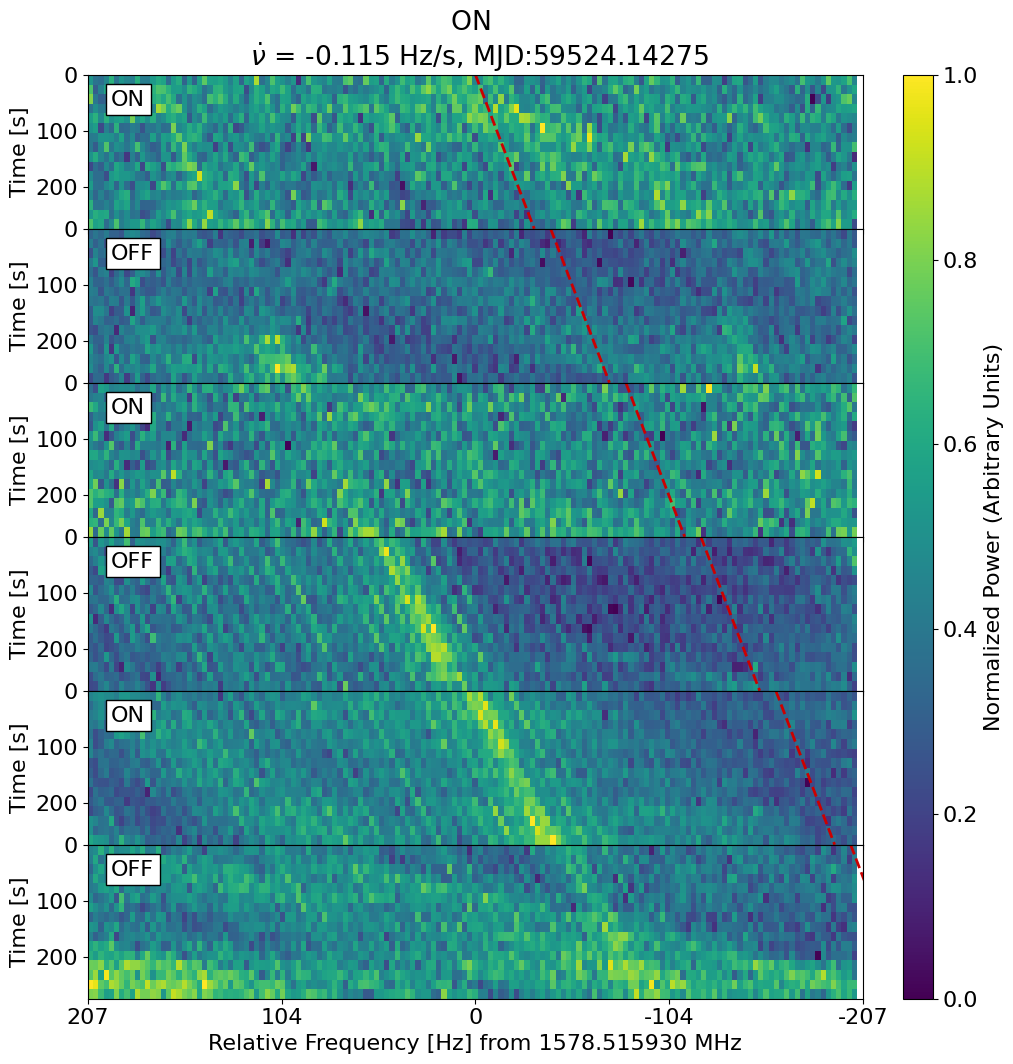 ON
ν̇ = -0.115 Hz/s, MJD:59524.14275
0
100
200
Time [s]
ON
0
100
200
Time [s]
OFF
0
100
200
Time [s]
ON
0
100
200
Time [s]
OFF
0
100
200
Time [s]
ON
0
100
200
Time [s]
OFF
207
104
0
-104
-207
Relative Frequency [Hz] from 1578.515930 MHz
1.0
0.8
0.6
0.4
0.2
0.0
Normalized Power (Arbitrary Units)